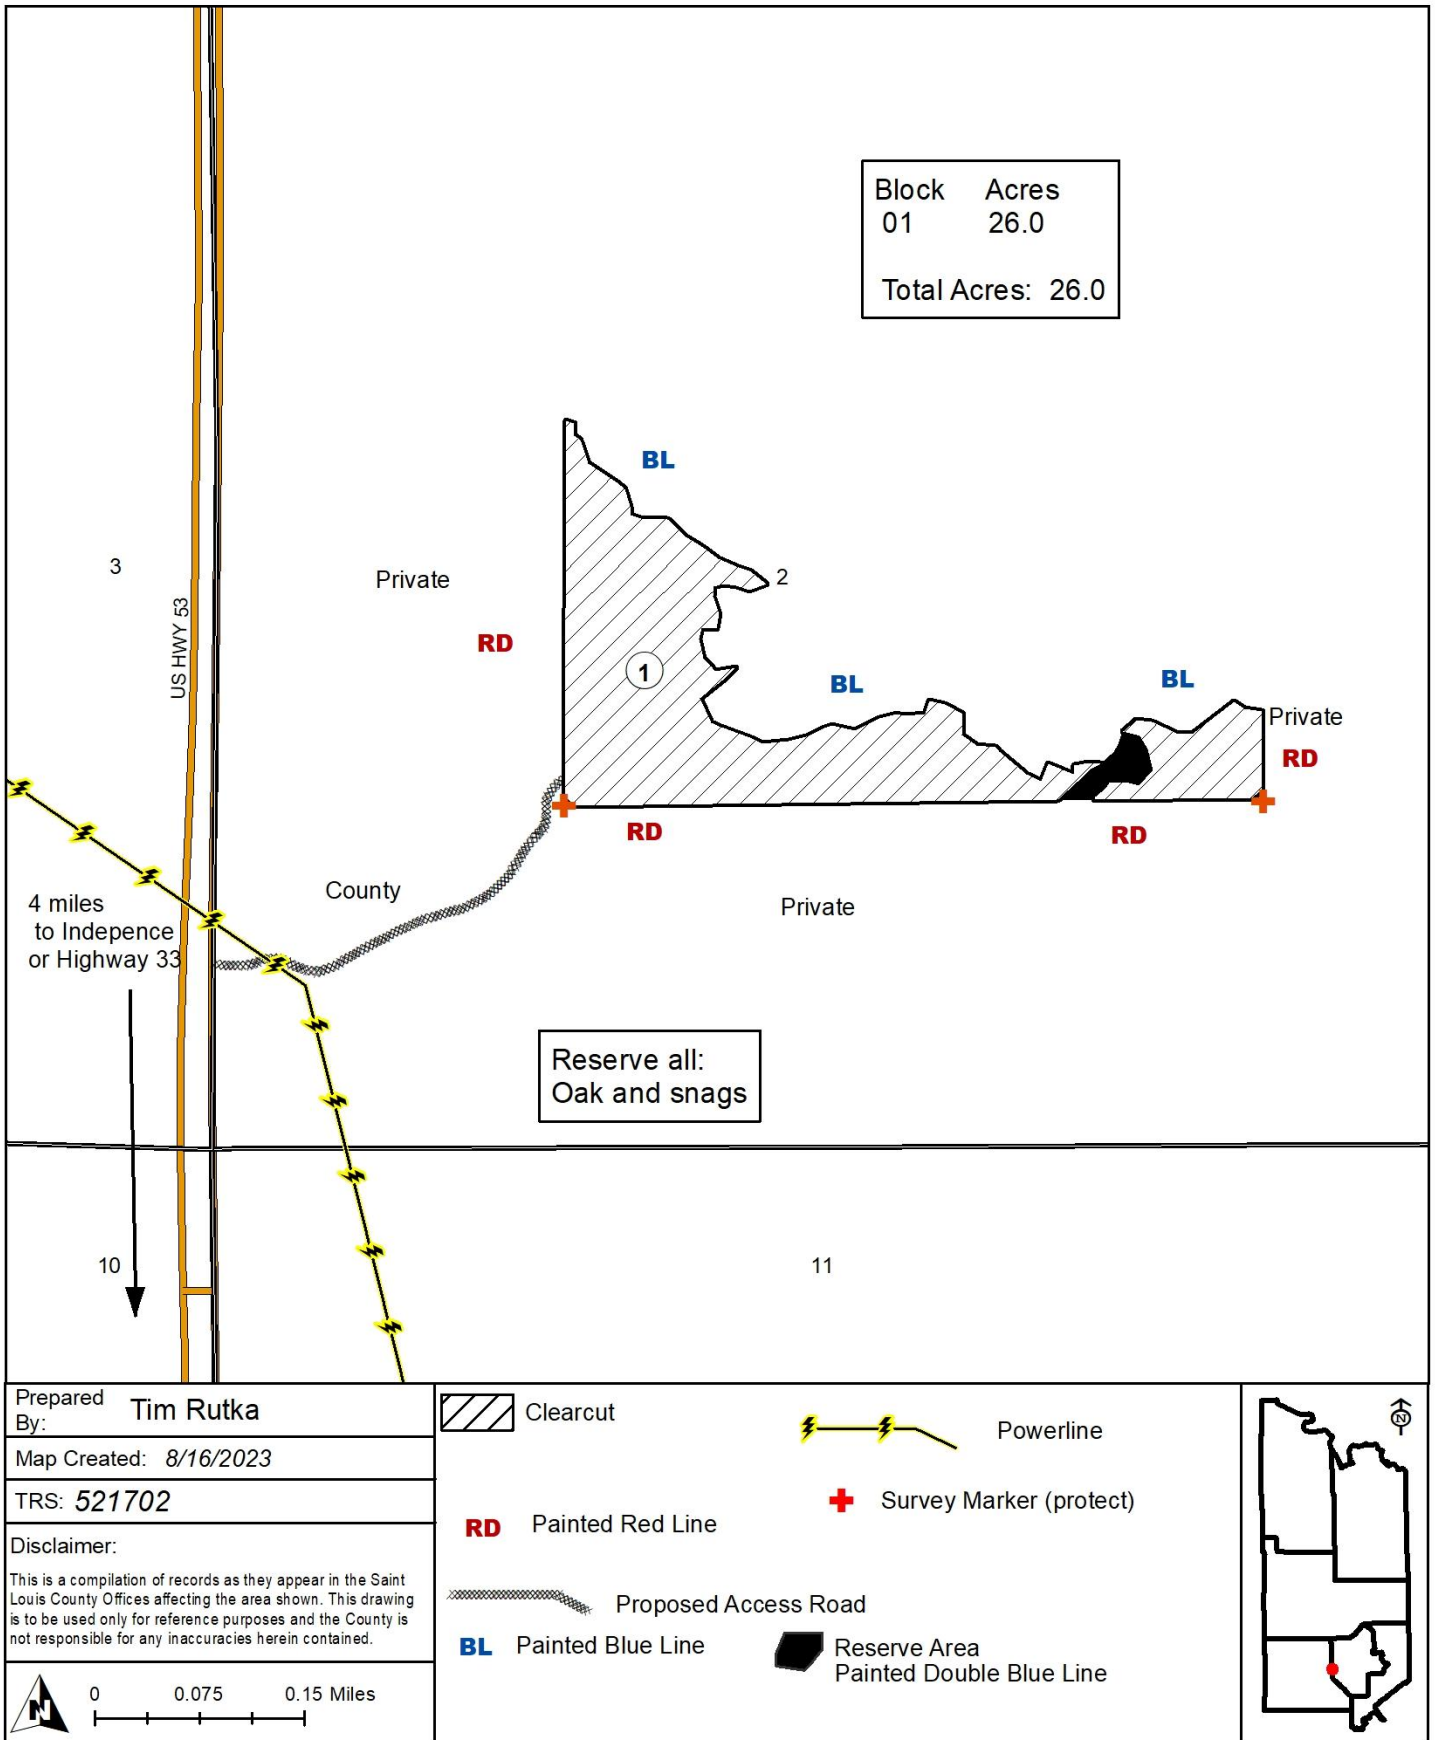 Block Acres
01 26.0
Total Acres: 26.0
BL
3
Private
2
US HWY 53
RD
1
BL
BL
Private
RD
RD
RD
County
Private
4 miles
to Indepence
or Highway 33
Reserve all:
Oak and snags
10
11
Prepared
By: Tim Rutka
Map Created: 8/16/2023
TRS: 521702
Disclaimer:
This is a compilation of records as they appear in the Saint
Louis County Offices affecting the area shown. This drawing
is to be used only for reference purposes and the County is
not responsible for any inaccuracies herein contained.
N
0 0.075 0.15 Miles
Clearcut
Powerline
Survey Marker (protect)
RD Painted Red Line
Proposed Access Road
BL Painted Blue Line
Reserve Area
Painted Double Blue Line
N